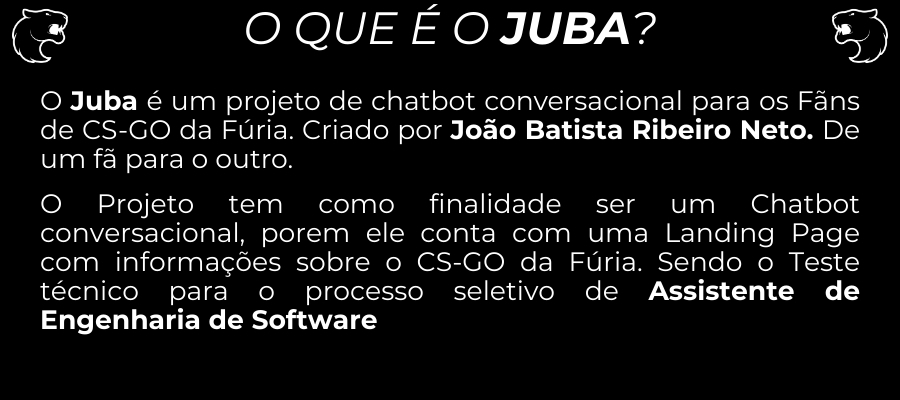 O QUE É O JUBA?
O Juba é um projeto de chatbot conversacional para os Fãns
de CS-GO da Fúria. Criado por João Batista Ribeiro Neto. De
um fã para o outro.
O Projeto tem como finalidade ser um Chatbot
conversacional, porem ele conta com uma Landing Page
com informações sobre o CS-GO da Fúria. Sendo o Teste
técnico para o processo seletivo de Assistente de
Engenharia de Software